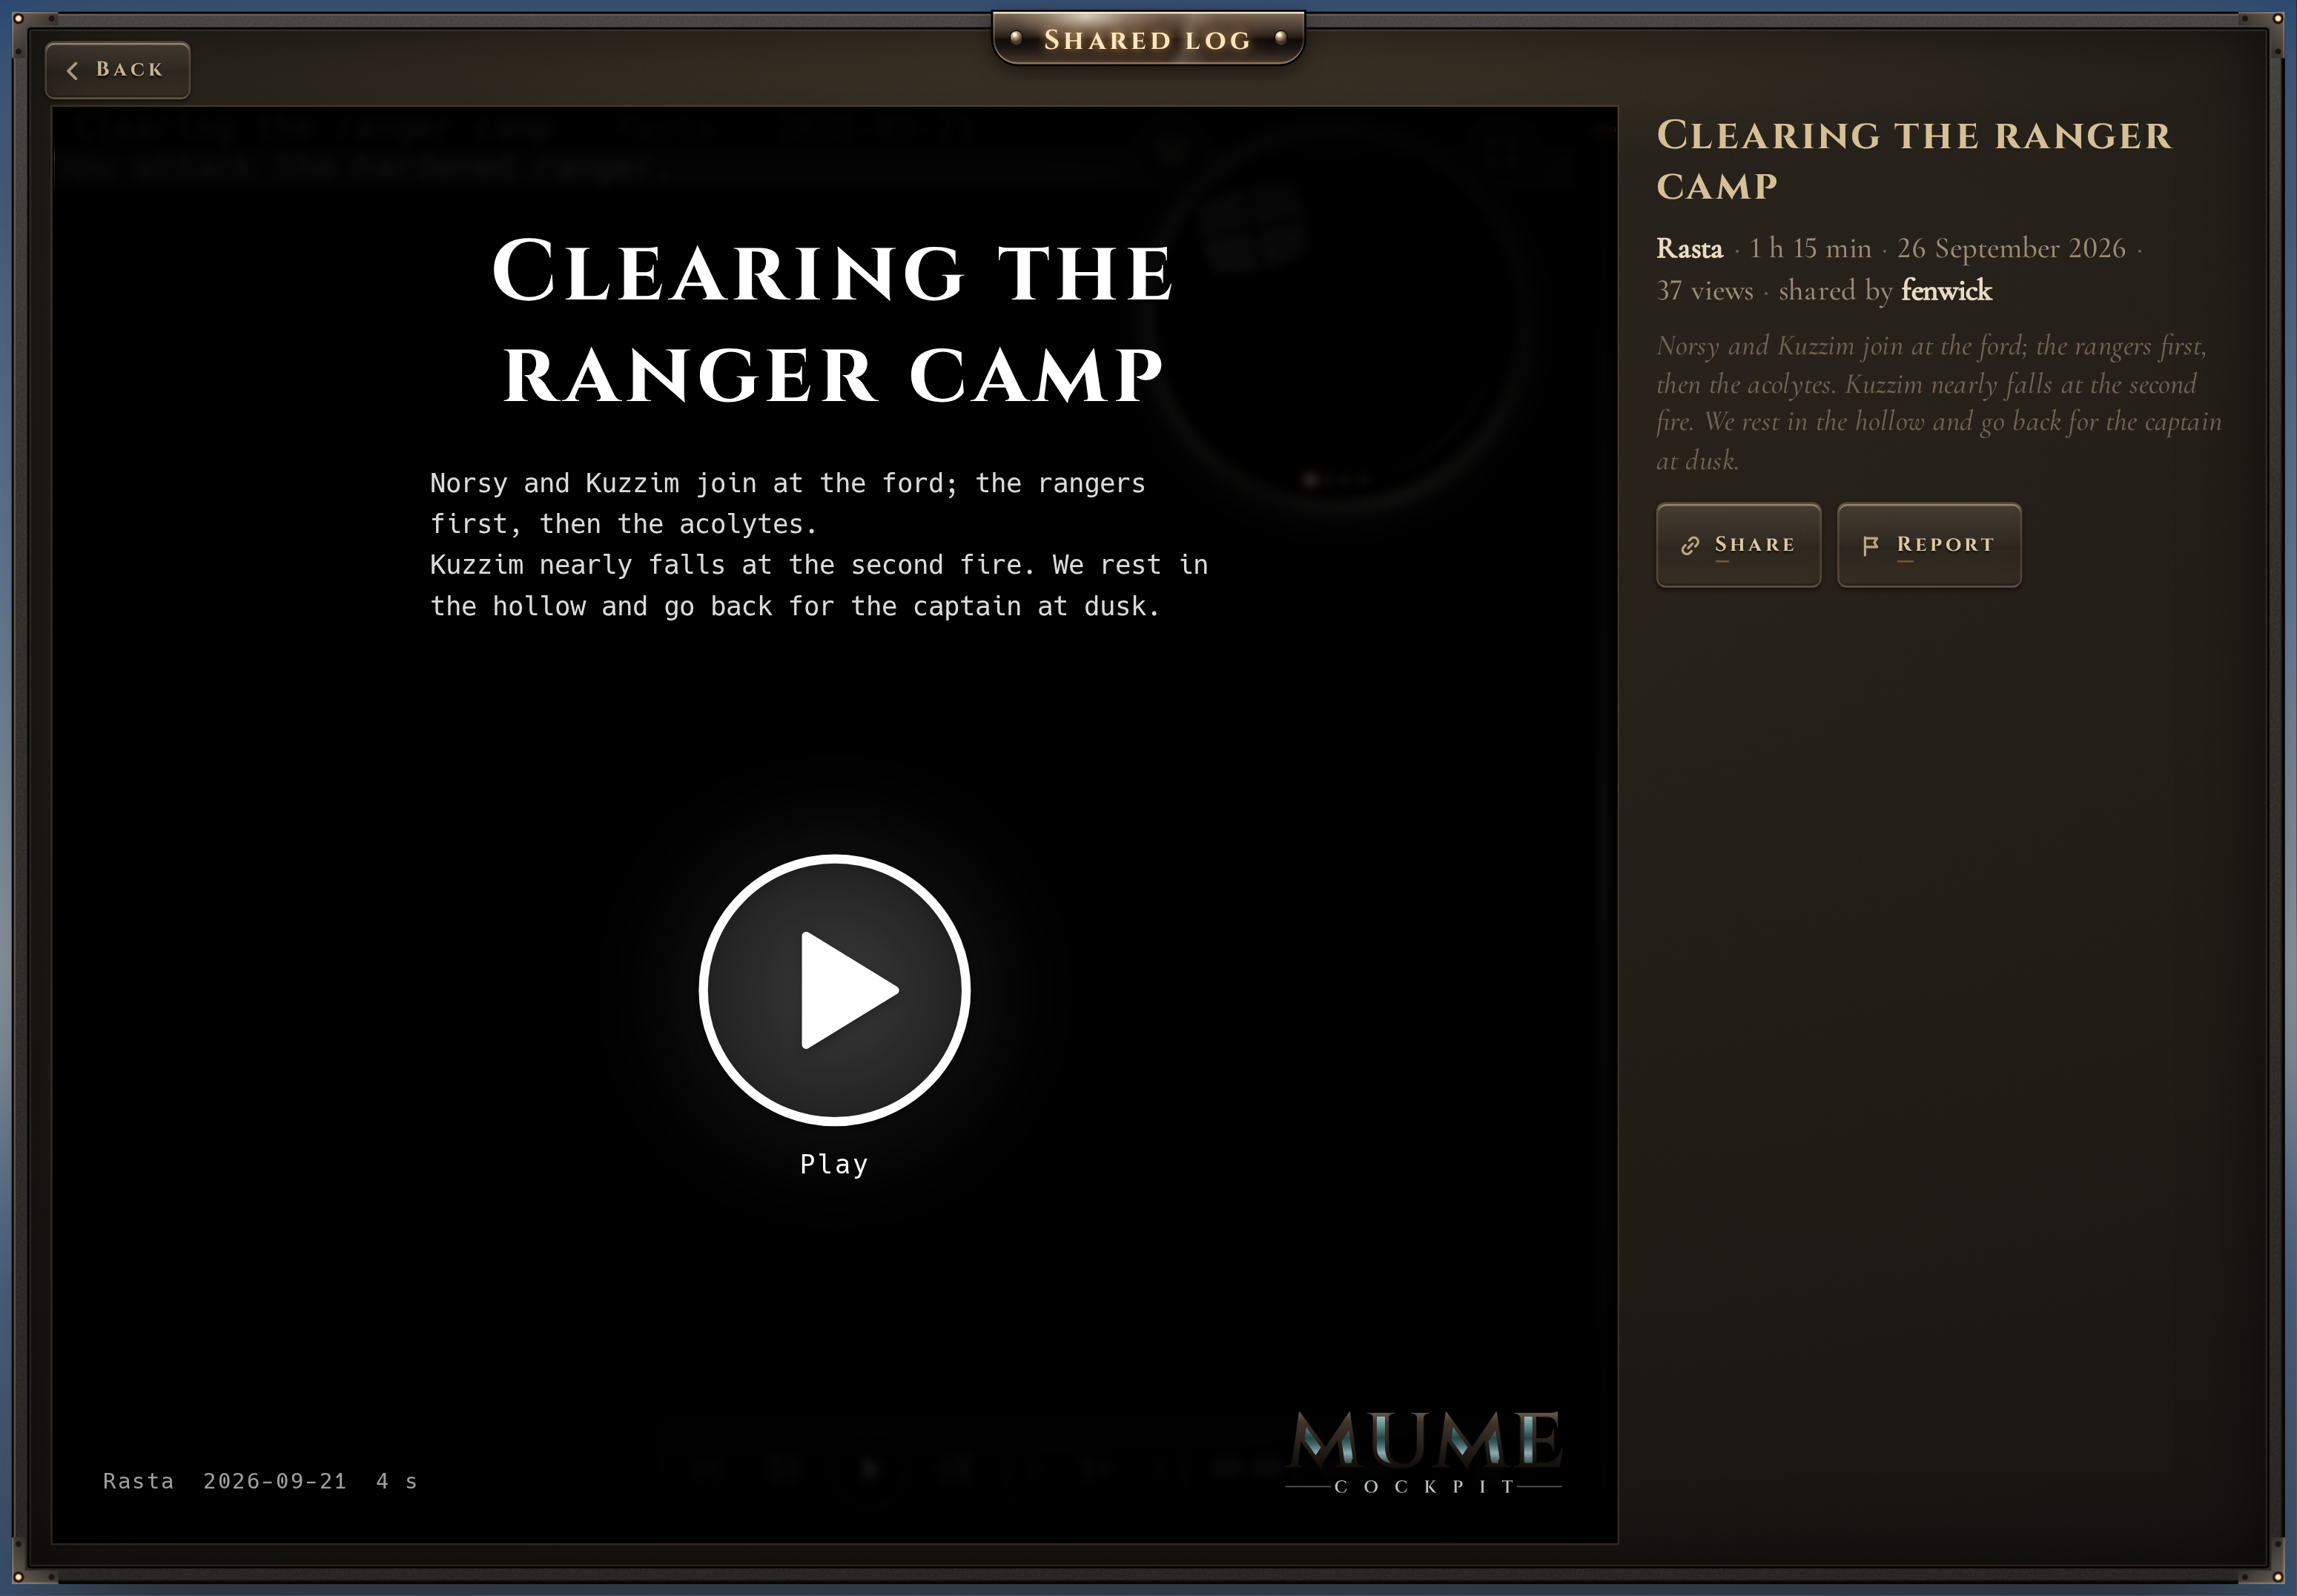 SHARED LOG
BACK
CLEARING THE
RANGER CAMP
Norsy and Kuzzim join at the ford; the rangers
first, then the acolytes.
Kuzzim nearly falls at the second fire. We rest in
the hollow and go back for the captain at dusk.
Play
Rasta 2026-09-21 4 s
MUME
COCKPIT
CLEARING THE RANGER
CAMP
Rasta · 1 h 15 min · 26 September 2026 ·
37 views · shared by fenwick
Norsy and Kuzzim join at the ford; the rangers first,
then the acolytes. Kuzzim nearly falls at the second
fire. We rest in the hollow and go back for the captain
at dusk.
SHARE
REPORT